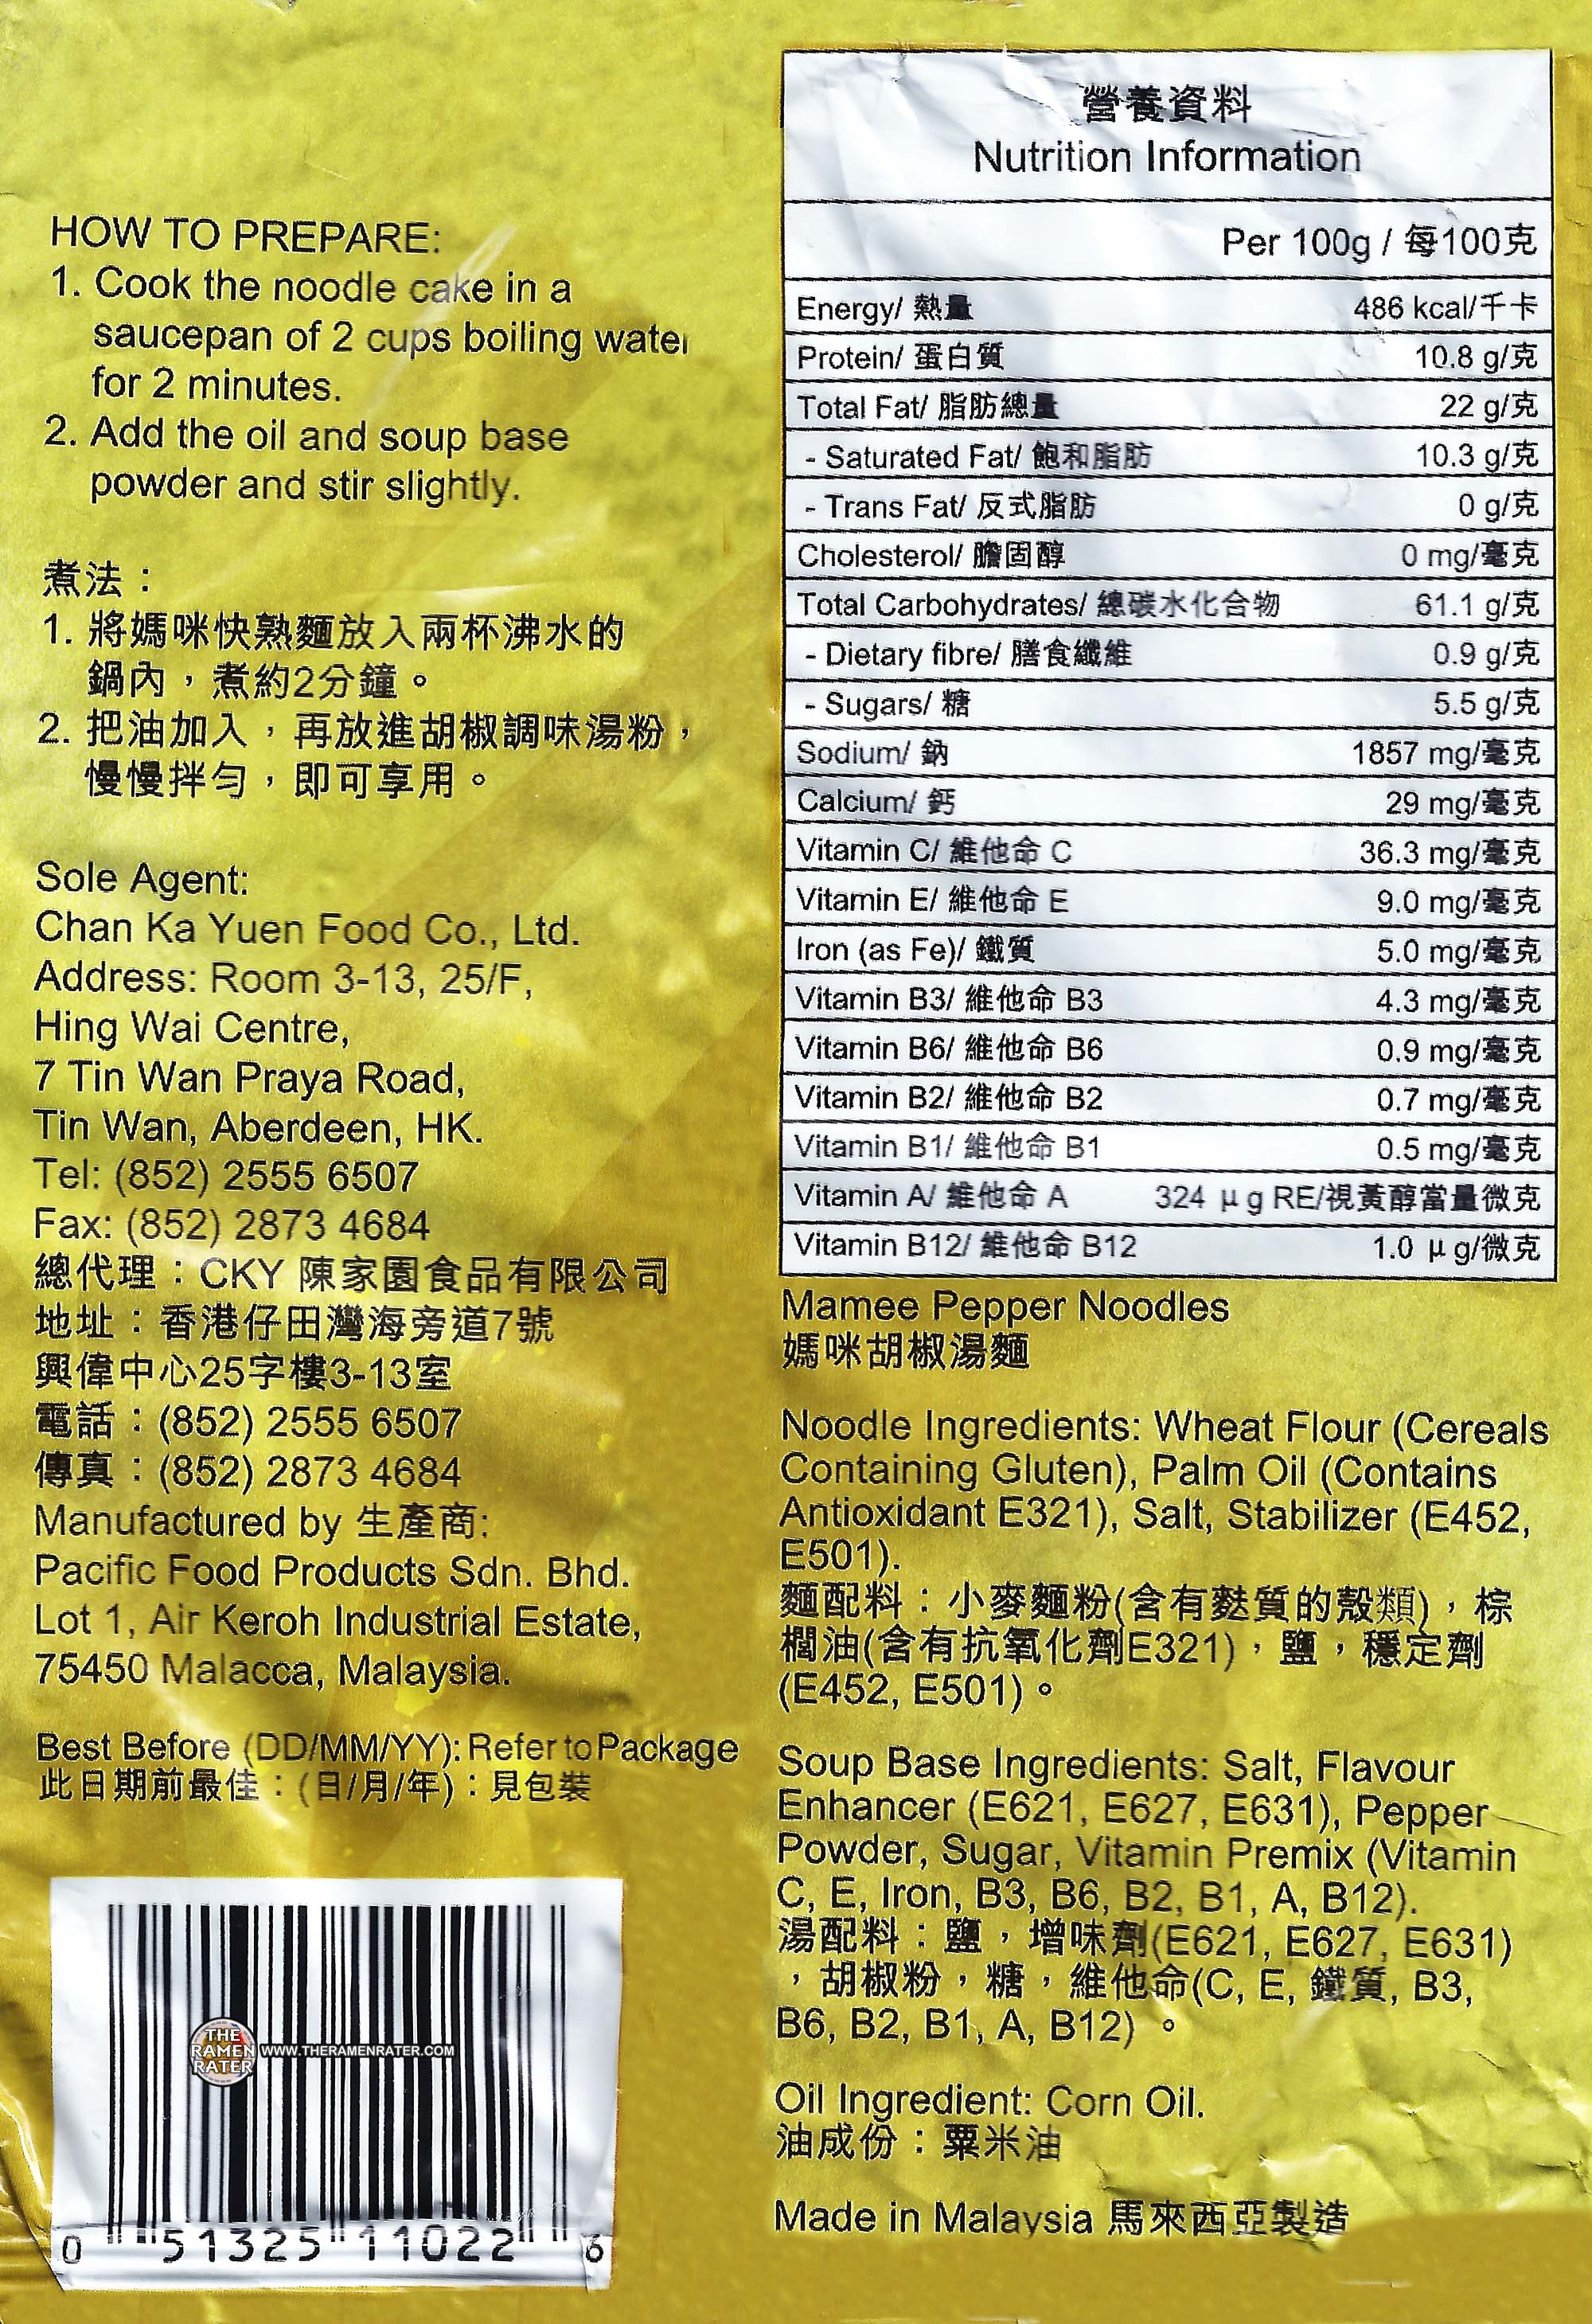 HOW TO PREPARE:
1. Cook the noodle cake in a
saucepan of 2 cups boiling water
for 2 minutes.
2. Add the oil and soup base
powder and stir slightly.
煮法：
1. 將媽咪快熟麵放入兩杯沸水的
鍋內，煮約2分鐘。
2. 把油加入，再放進胡椒調味湯粉，
慢慢拌勻，即可享用。
Sole Agent:
Chan Ka Yuen Food Co., Ltd.
Address: Room 3-13, 25/F,
Hing Wai Centre,
7 Tin Wan Praya Road,
Tin Wan, Aberdeen, HK.
Tel: (852) 2555 6507
Fax: (852) 2873 4684
總代理：CKY 陳家園食品有限公司
地址：香港仔田灣海旁道7號
興偉中心25字樓3-13室
電話：(852) 2555 6507
傳真：(852) 2873 4684
Manufactured by 生產商:
Pacific Food Products Sdn. Bhd.
Lot 1, Air Keroh Industrial Estate,
75450 Malacca, Malaysia.
Best Before (DD/MM/YY): Refer to Package
此日期前最佳：(日/月/年)：見包裝
THE
RAMEN
RATER
WWW.THERAMENRATER.COM
0 51325 11022 6
營養資料
Nutrition Information
Per 100g / 每100克
Energy/ 熱量 486 kcal/千卡
Protein/ 蛋白質 10.8 g/克
Total Fat/ 脂肪總量 22 g/克
- Saturated Fat/ 飽和脂肪 10.3 g/克
- Trans Fat/ 反式脂肪 0 g/克
Cholesterol/ 膽固醇 0 mg/毫克
Total Carbohydrates/ 總碳水化合物 61.1 g/克
- Dietary fibre/ 膳食纖維 0.9 g/克
- Sugars/ 糖 5.5 g/克
Sodium/ 鈉 1857 mg/毫克
Calcium/ 鈣 29 mg/毫克
Vitamin C/ 維他命 C 36.3 mg/毫克
Vitamin E/ 維他命 E 9.0 mg/毫克
Iron (as Fe)/ 鐵質 5.0 mg/毫克
Vitamin B3/ 維他命 B3 4.3 mg/毫克
Vitamin B6/ 維他命 B6 0.9 mg/毫克
Vitamin B2/ 維他命 B2 0.7 mg/毫克
Vitamin B1/ 維他命 B1 0.5 mg/毫克
Vitamin A/ 維他命 A 324 μg RE/視黃醇當量微克
Vitamin B12/ 維他命 B12 1.0 μg/微克
Mamee Pepper Noodles
媽咪胡椒湯麵
Noodle Ingredients: Wheat Flour (Cereals
Containing Gluten), Palm Oil (Contains
Antioxidant E321), Salt, Stabilizer (E452,
E501).
麵配料：小麥麵粉(含有麩質的殼類)，棕
櫚油(含有抗氧化劑E321)，鹽，穩定劑
(E452, E501)。
Soup Base Ingredients: Salt, Flavour
Enhancer (E621, E627, E631), Pepper
Powder, Sugar, Vitamin Premix (Vitamin
C, E, Iron, B3, B6, B2, B1, A, B12).
湯配料：鹽，增味劑(E621, E627, E631)
，胡椒粉，糖，維他命(C, E, 鐵質, B3,
B6, B2, B1, A, B12)。
Oil Ingredient: Corn Oil.
油成份：粟米油
Made in Malaysia 馬來西亞製造